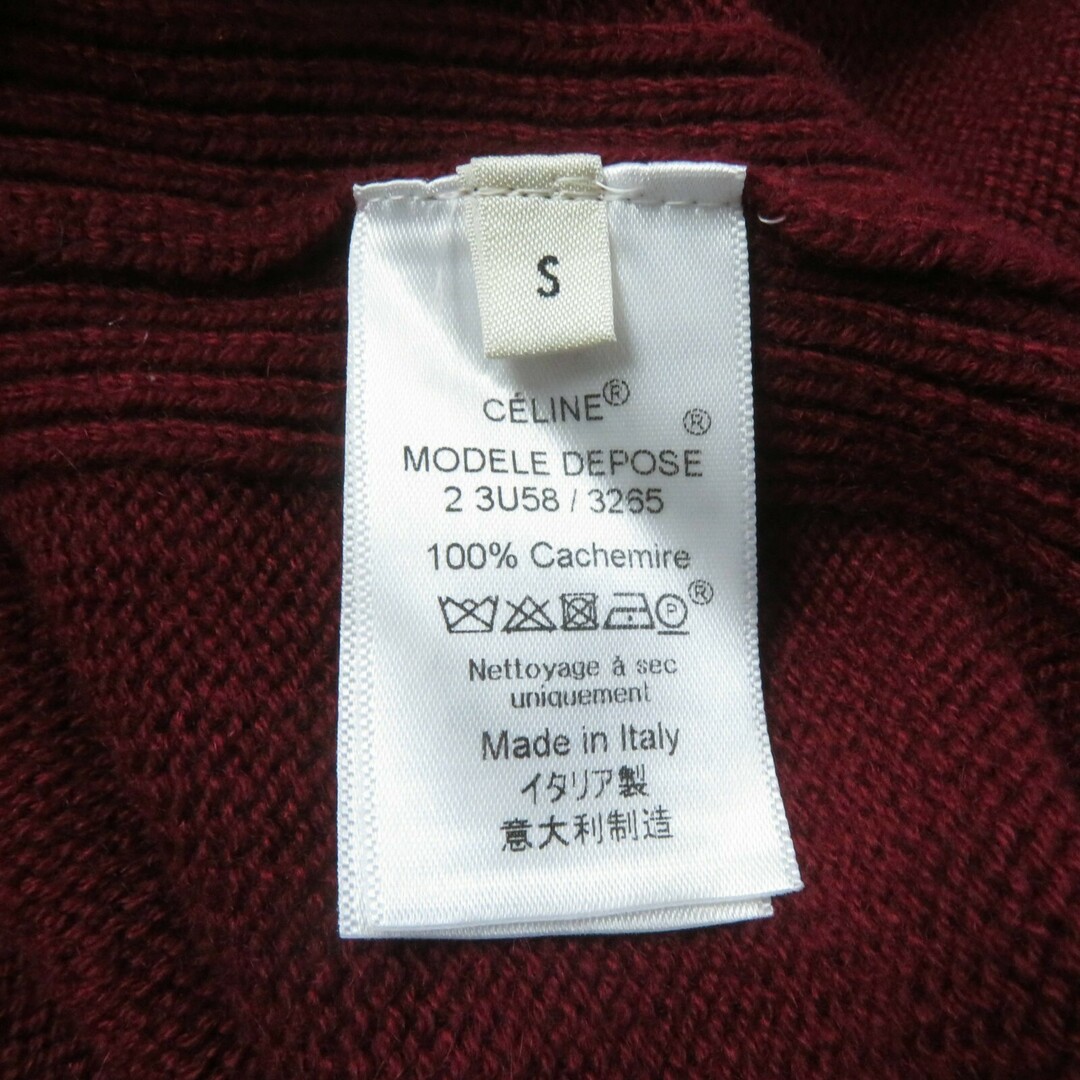 S
CÉLINE®
®
MODELE DEPOSE
2 3U58 / 3265
100% Cachemire
P ®
Nettoyage à sec
uniquement
Made in Italy
イタリア製
意大利制造